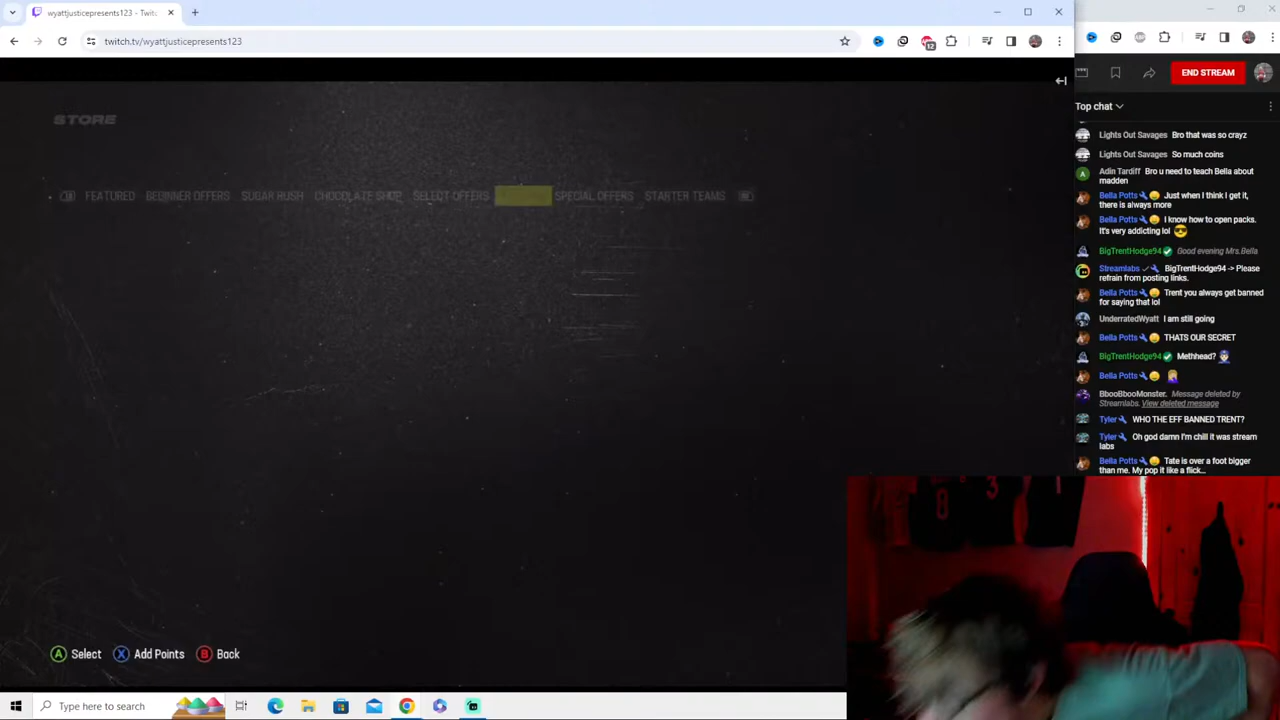 wyattjusticepresents123 - Twitc
twitch.tv/wyattjusticepresents123
12
END STREAM
Top chat
Lights Out Savages Bro that was so crayz
Lights Out Savages So much coins
Adin Tardiff Bro u need to teach Bella about
madden
Bella Potts Just when I think I get it,
there is always more
Bella Potts I know how to open packs.
It's very addicting lol
BigTrentHodge94 Good evening Mrs.Bella
Streamlabs BigTrentHodge94 -> Please
refrain from posting links.
Bella Potts Trent you always get banned
for saying that lol
UnderratedWyatt I am still going
Bella Potts THATS OUR SECRET
BigTrentHodge94 Methhead?
Bella Potts
BbooBbooMonster. Message deleted by
Streamlabs. View deleted message
Tyler WHO THE EFF BANNED TRENT?
Tyler Oh god damn I'm chill it was stream
labs
Bella Potts Tate is over a foot bigger
than me. My pop it like a flick...
STORE
FEATURED BEGINNER OFFERS SUGAR RUSH SELECT OFFERS SPECIAL OFFERS STARTER TEAMS
A Select X Add Points B Back
8 3 1
Type here to search